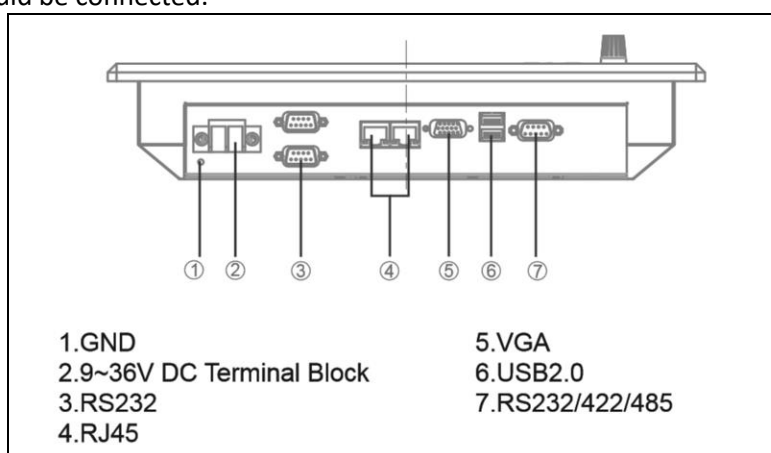 be connected.
① ② ③ ④ ⑤ ⑥ ⑦
1.GND
2.9~36V DC Terminal Block
3.RS232
4.RJ45
5.VGA
6.USB2.0
7.RS232/422/485